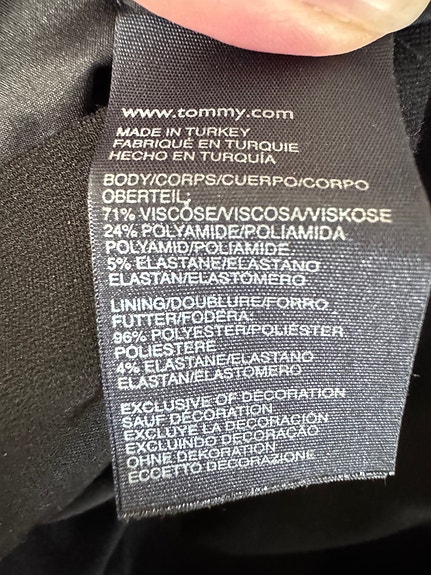 www.tommy.com
MADE IN TURKEY
FABRIQUÉ EN TURQUIE
HECHO EN TURQUÍA
BODY/CORPS/CUERPO/CORPO
OBERTEIL:
71% VISCOSE/VISCOSA/VISKOSE
24% POLYAMIDE/POLIAMIDA
POLYAMID/POLIAMIDE
5% ELASTANE/ELASTANO
ELASTAN/ELASTOMERO
LINING/DOUBLURE/FORRO
FUTTER/FODERA:
96% POLYESTER/POLIÉSTER
POLIESTERE
4% ELASTANE/ELASTANO
ELASTAN/ELASTOMERO
EXCLUSIVE OF DECORATION
SAUF DÉCORATION
EXCLUYE LA DECORACIÓN
EXCLUINDO DECORAÇÃO
OHNE DEKORATION
ECCETTO DECORAZIONE